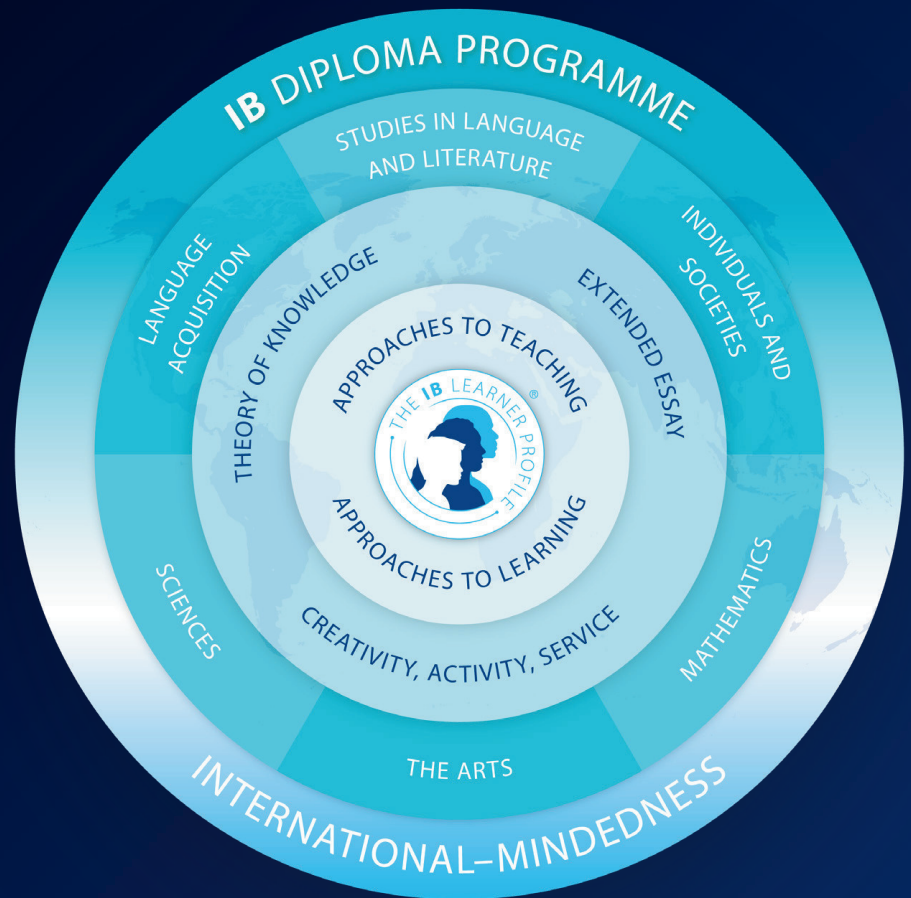 IB DIPLOMA PROGRAMME
STUDIES IN LANGUAGE
AND LITERATURE
LANGUAGE
ACQUISITION
INDIVIDUALS AND
SOCIETIES
THEORY OF KNOWLEDGE
EXTENDED ESSAY
APPROACHES TO TEACHING
THE IB LEARNER PROFILE
®
APPROACHES TO LEARNING
CREATIVITY, ACTIVITY, SERVICE
SCIENCES
MATHEMATICS
THE ARTS
INTERNATIONAL–MINDEDNESS